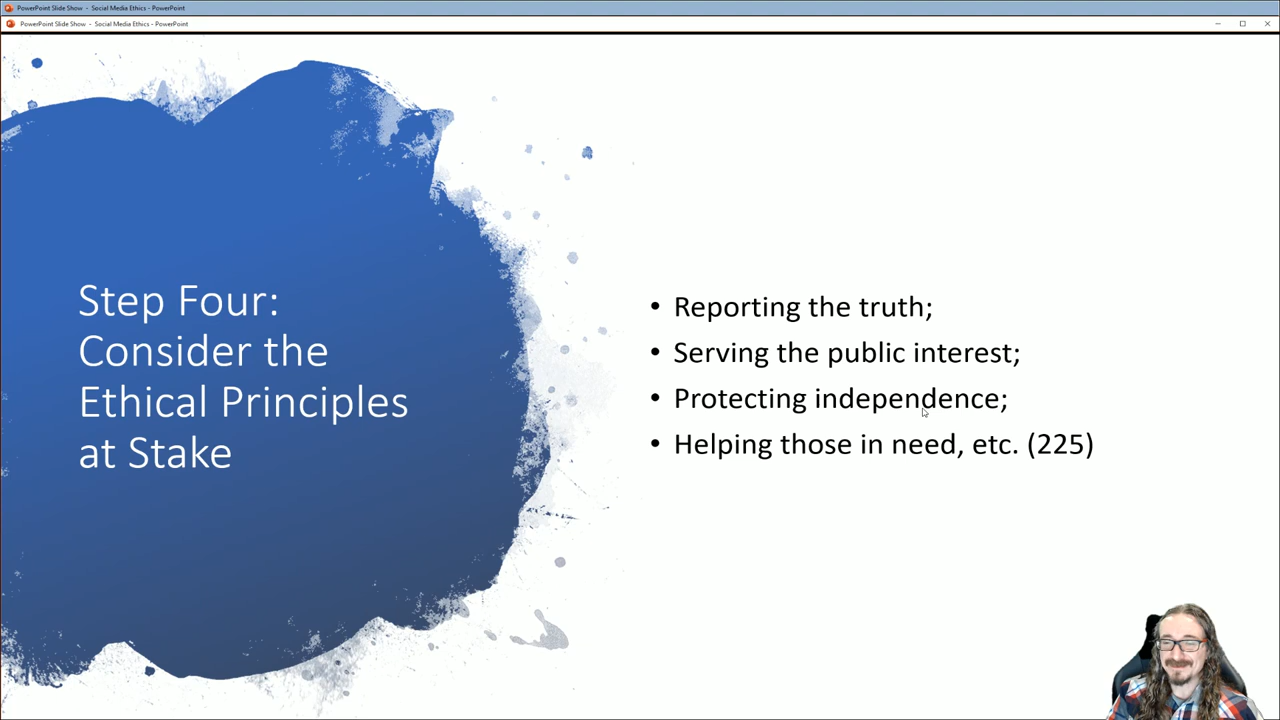 PowerPoint Slide Show - Social Media Ethics - PowerPoint
PowerPoint Slide Show - Social Media Ethics - PowerPoint
Step Four:
Consider the
Ethical Principles
at Stake
• Reporting the truth;
• Serving the public interest;
• Protecting independence;
• Helping those in need, etc. (225)